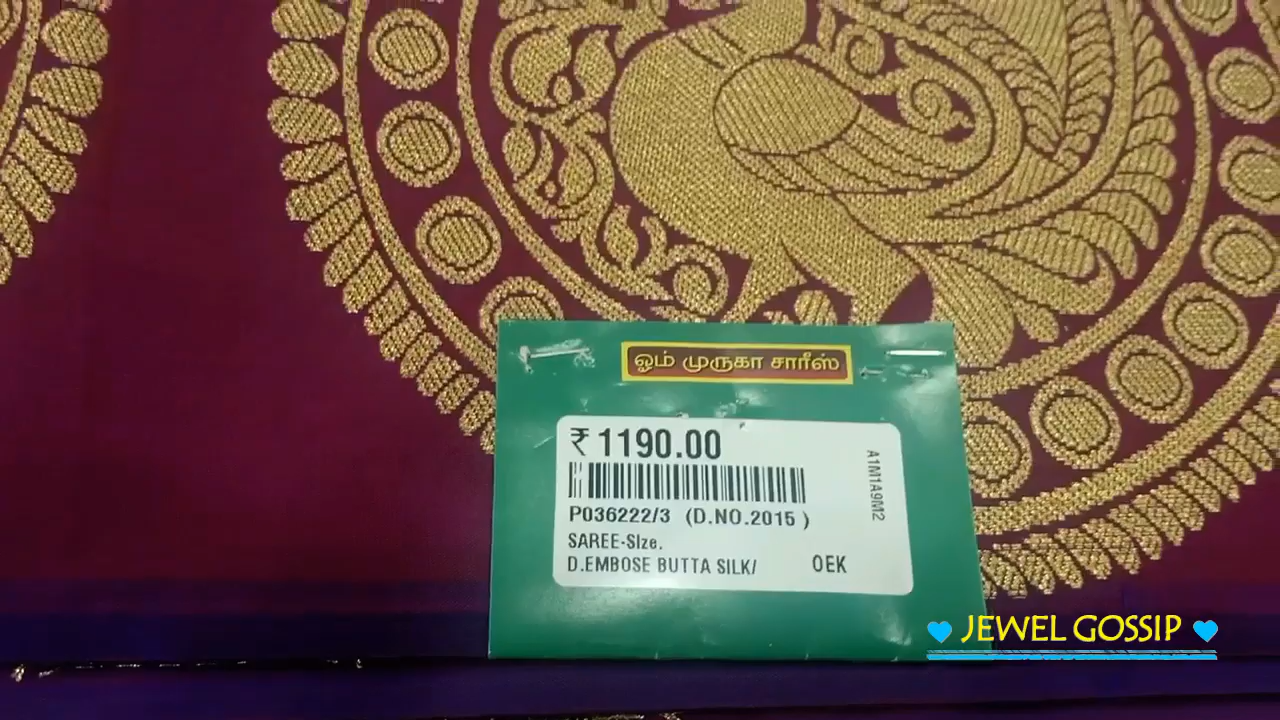 ஓம் முருகா சாரீஸ்
₹ 1190.00
A1M1A9M2
P036222/3 (D.NO.2015 )
SAREE-SIze.
D.EMBOSE BUTTA SILK/ OEK
JEWEL GOSSIP